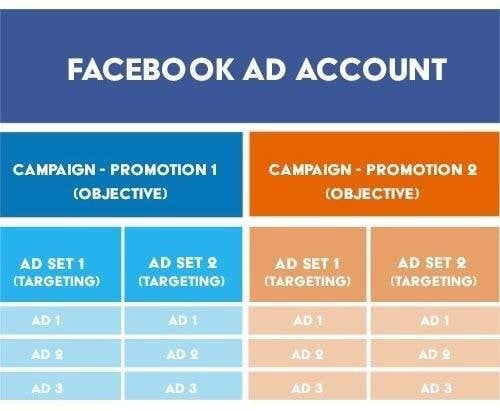 FACEBOOK AD ACCOUNT
CAMPAIGN - PROMOTION 1
(OBJECTIVE)
CAMPAIGN - PROMOTION 2
(OBJECTIVE)
AD SET 1
(TARGETING)
AD SET 2
(TARGETING)
AD SET 1
(TARGETING)
AD SET 2
(TARGETING)
AD 1
AD 1
AD 1
AD 1
AD 2
AD 2
AD 2
AD 2
AD 3
AD 3
AD 3
AD 3